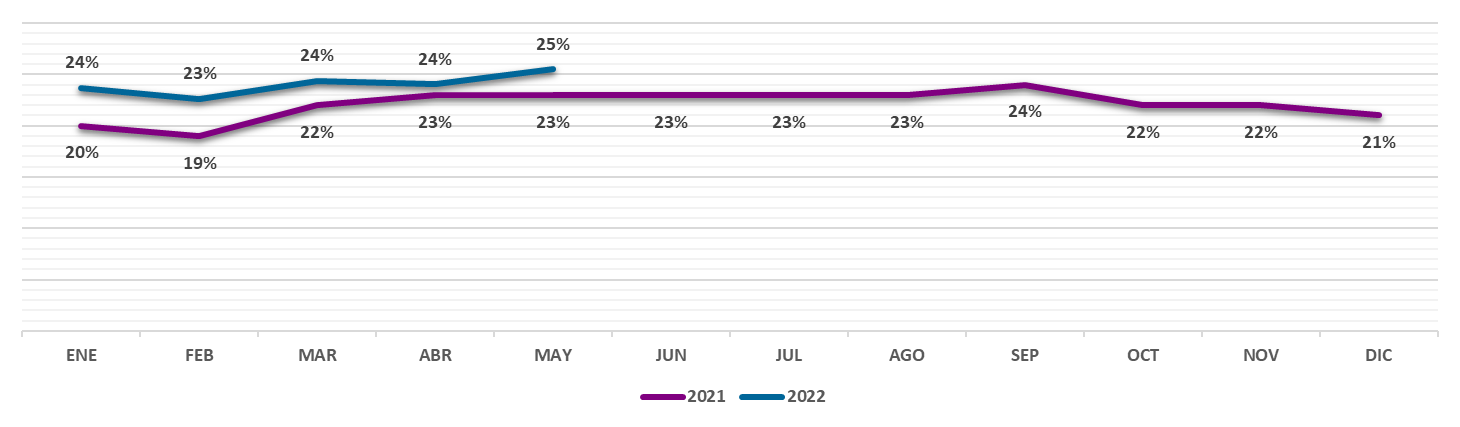 24% 23% 24% 24% 25%
20% 19% 22% 23% 23% 23% 23% 23% 24% 22% 22% 21%
ENE FEB MAR ABR MAY JUN JUL AGO SEP OCT NOV DIC
2021 2022